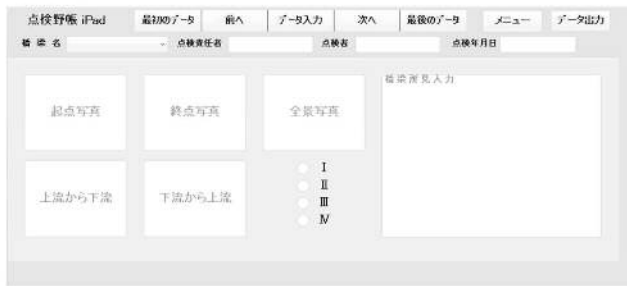 点検野帳 iPad 最初のデータ 前へ データ入力 次へ 最後のデータ メニュー データ出力
橋梁名 点検責任者 点検者 点検年月日
起点写真 終点写真 全景写真 橋梁所見入力
上流から下流 下流から上流
Ⅰ
Ⅱ
Ⅲ
Ⅳ